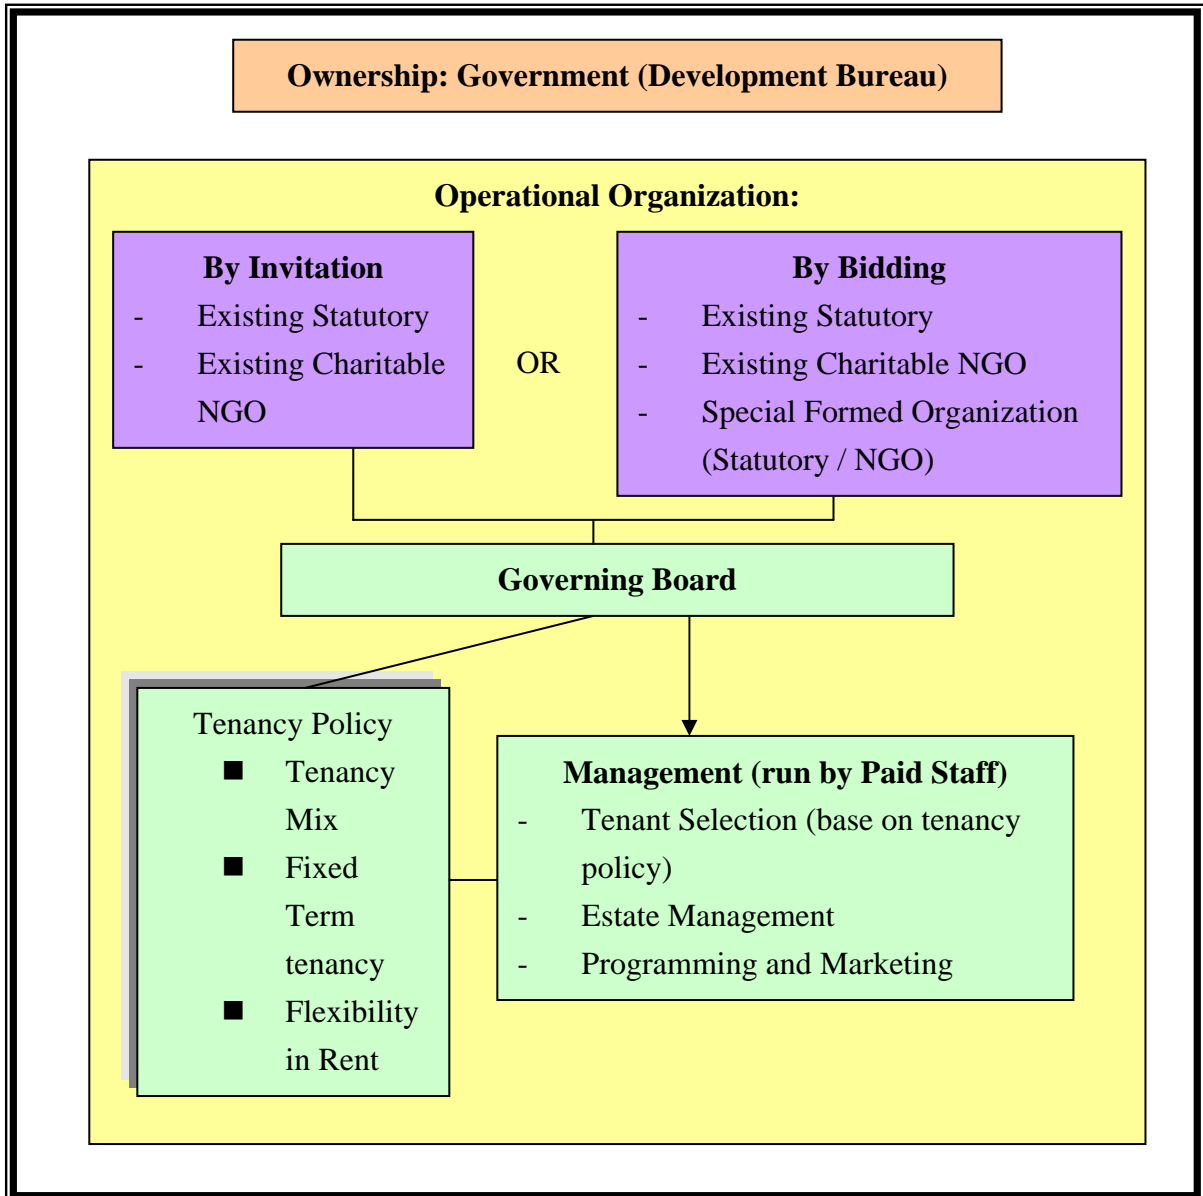 Ownership: Government (Development Bureau)
Operational Organization:
By Invitation
- Existing Statutory
- Existing Charitable
NGO
OR
By Bidding
- Existing Statutory
- Existing Charitable NGO
- Special Formed Organization
(Statutory / NGO)
Governing Board
Tenancy Policy
■ Tenancy
Mix
■ Fixed
Term
tenancy
■ Flexibility
in Rent
Management (run by Paid Staff)
- Tenant Selection (base on tenancy
policy)
- Estate Management
- Programming and Marketing